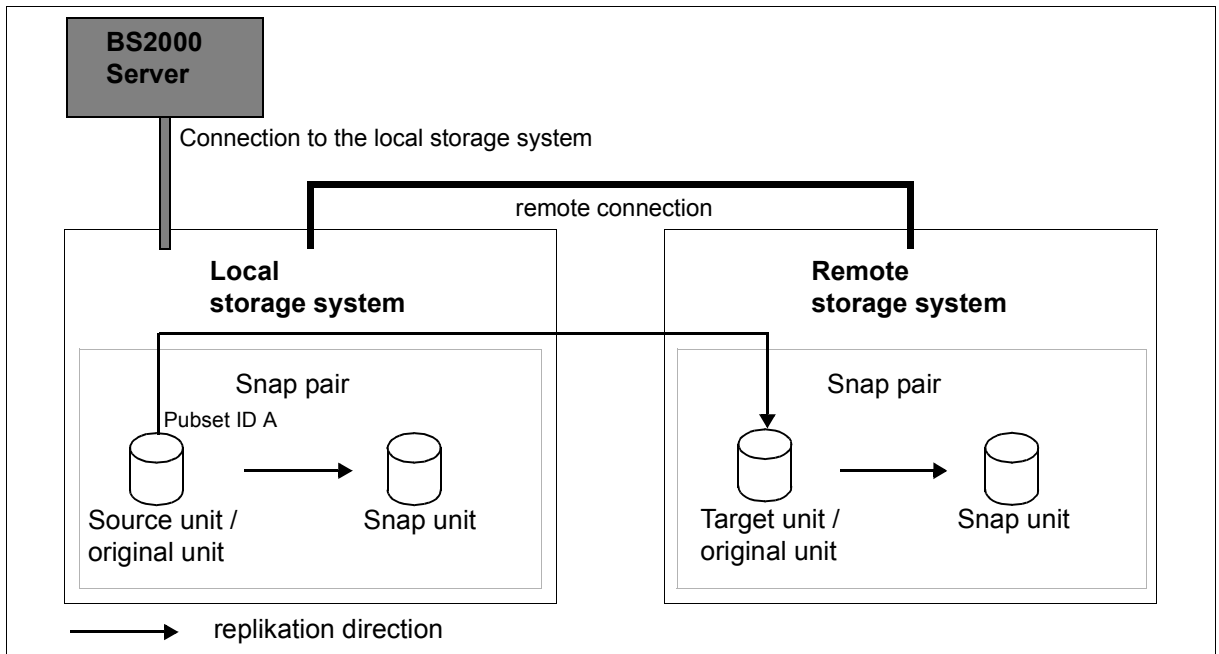 BS2000
Server
Connection to the local storage system
remote connection
Local
storage system
Remote
storage system
Snap pair
Pubset ID A
Source unit /
original unit
Snap unit
Snap pair
Target unit /
original unit
Snap unit
replikation direction